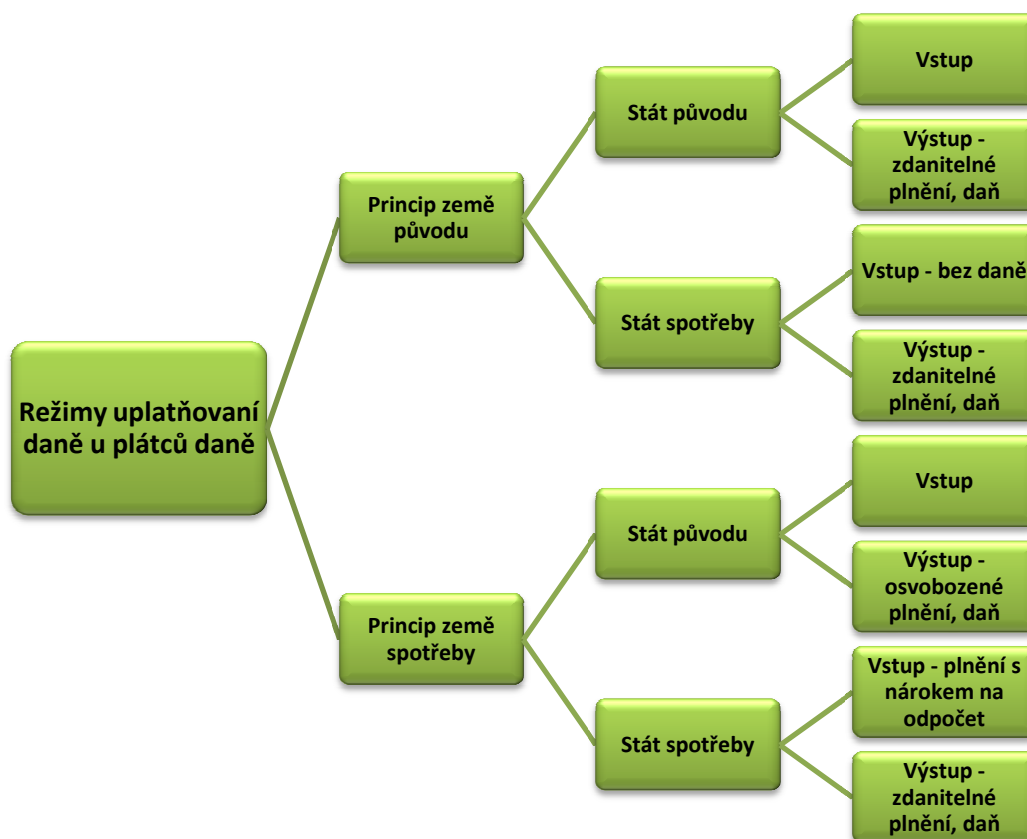 Režimy uplatňovaní
daně u plátců daně
Princip země
původu
Stát původu
Vstup
Výstup -
zdanitelné
plnění, daň
Stát spotřeby
Vstup - bez daně
Výstup -
zdanitelné
plnění, daň
Princip země
spotřeby
Stát původu
Vstup
Výstup -
osvobozené
plnění, daň
Stát spotřeby
Vstup - plnění s
nárokem na
odpočet
Výstup -
zdanitelné
plnění, daň